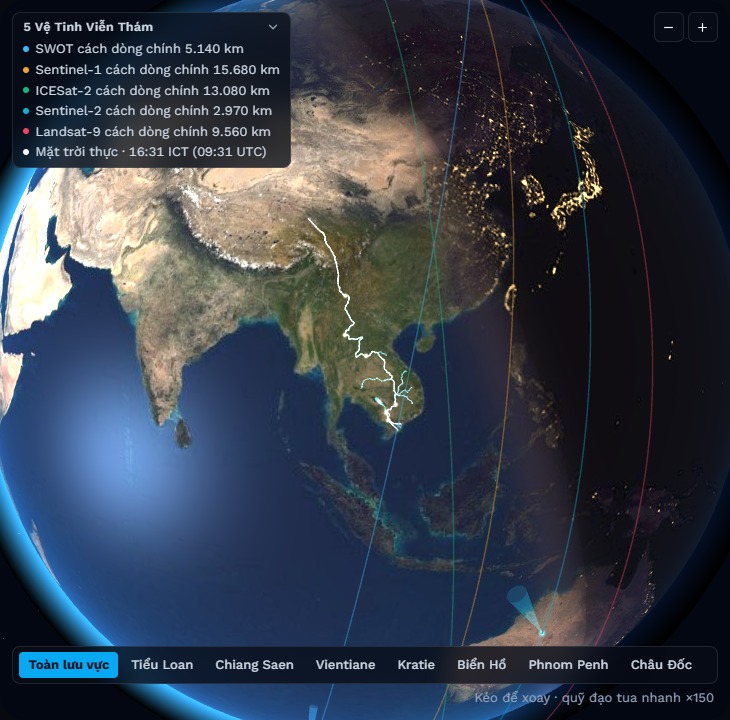 5 Vệ Tinh Viễn Thám
SWOT cách dòng chính 5.140 km
Sentinel-1 cách dòng chính 15.680 km
ICESat-2 cách dòng chính 13.080 km
Sentinel-2 cách dòng chính 2.970 km
Landsat-9 cách dòng chính 9.560 km
Mặt trời thực · 16:31 ICT (09:31 UTC)
− +
Toàn lưu vực Tiểu Loan Chiang Saen Vientiane Kratie Biển Hồ Phnom Penh Châu Đốc
Kéo để xoay · quỹ đạo tua nhanh ×150